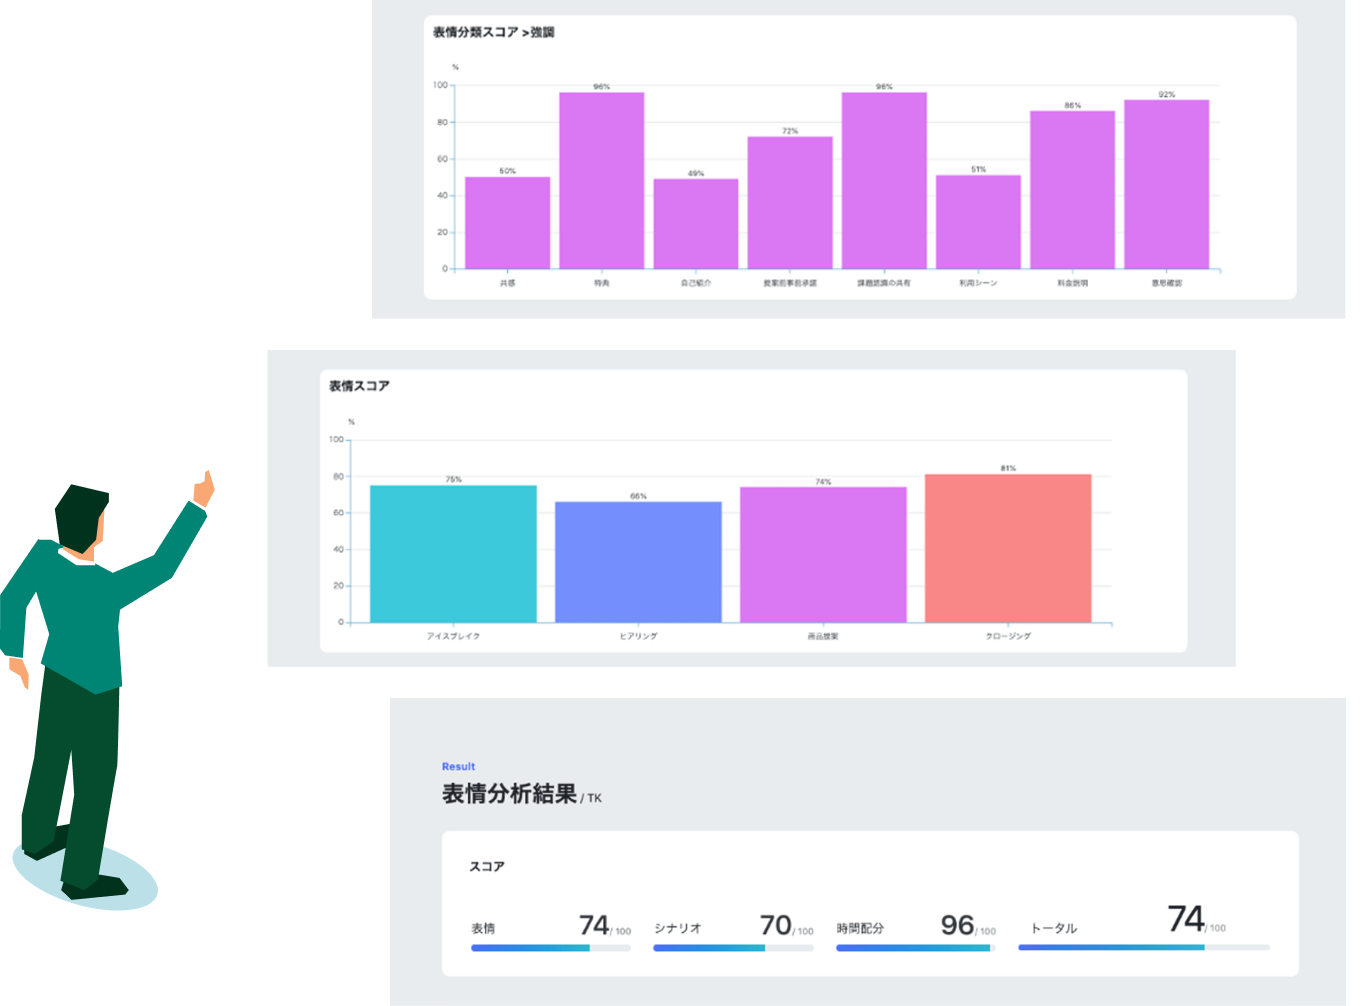 表情分類スコア >強調
%
100
80
60
40
20
0
50%
96%
49%
72%
96%
51%
86%
92%
共感
特典
自己紹介
提案前事前承諾
課題認識の共有
利用シーン
料金説明
意思確認
表情スコア
%
100
80
60
40
20
0
75%
66%
74%
81%
アイスブレイク
ヒアリング
商品提案
クロージング
Result
表情分析結果 / TK
スコア
表情 74 / 100
シナリオ 70 / 100
時間配分 96 / 100
トータル 74 / 100